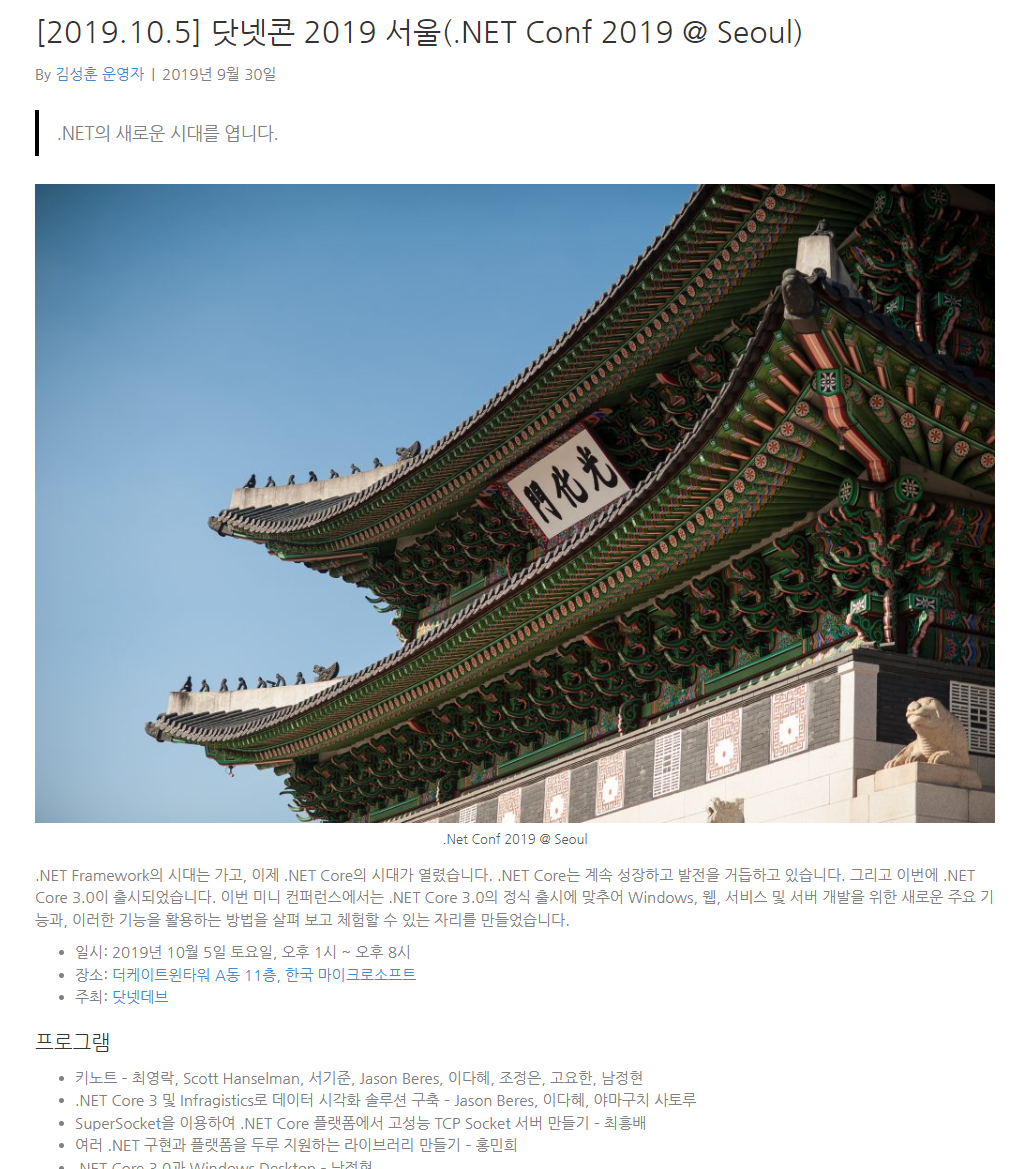 [2019.10.5] 닷넷콘 2019 서울(.NET Conf 2019 @ Seoul)
By 김성훈 운영자 | 2019년 9월 30일
.NET의 새로운 시대를 엽니다.
門化光
.Net Conf 2019 @ Seoul
.NET Framework의 시대는 가고, 이제 .NET Core의 시대가 열렸습니다. .NET Core는 계속 성장하고 발전을 거듭하고 있습니다. 그리고 이번에 .NET
Core 3.0이 출시되었습니다. 이번 미니 컨퍼런스에서는 .NET Core 3.0의 정식 출시에 맞추어 Windows, 웹, 서비스 및 서버 개발을 위한 새로운 주요 기
능과, 이러한 기능을 활용하는 방법을 살펴 보고 체험할 수 있는 자리를 만들었습니다.
• 일시: 2019년 10월 5일 토요일, 오후 1시 ~ 오후 8시
• 장소: 더케이트윈타워 A동 11층, 한국 마이크로소프트
• 주최: 닷넷데브
프로그램
• 키노트 – 최영락, Scott Hanselman, 서기준, Jason Beres, 이다혜, 조정은, 고요한, 남정현
• .NET Core 3 및 Infragistics로 데이터 시각화 솔루션 구축 – Jason Beres, 이다혜, 야마구치 사토루
• SuperSocket을 이용하여 .NET Core 플랫폼에서 고성능 TCP Socket 서버 만들기 – 최흥배
• 여러 .NET 구현과 플랫폼을 두루 지원하는 라이브러리 만들기 – 홍민희
• .NET Core 3.0과 Windows Desktop – 남정현